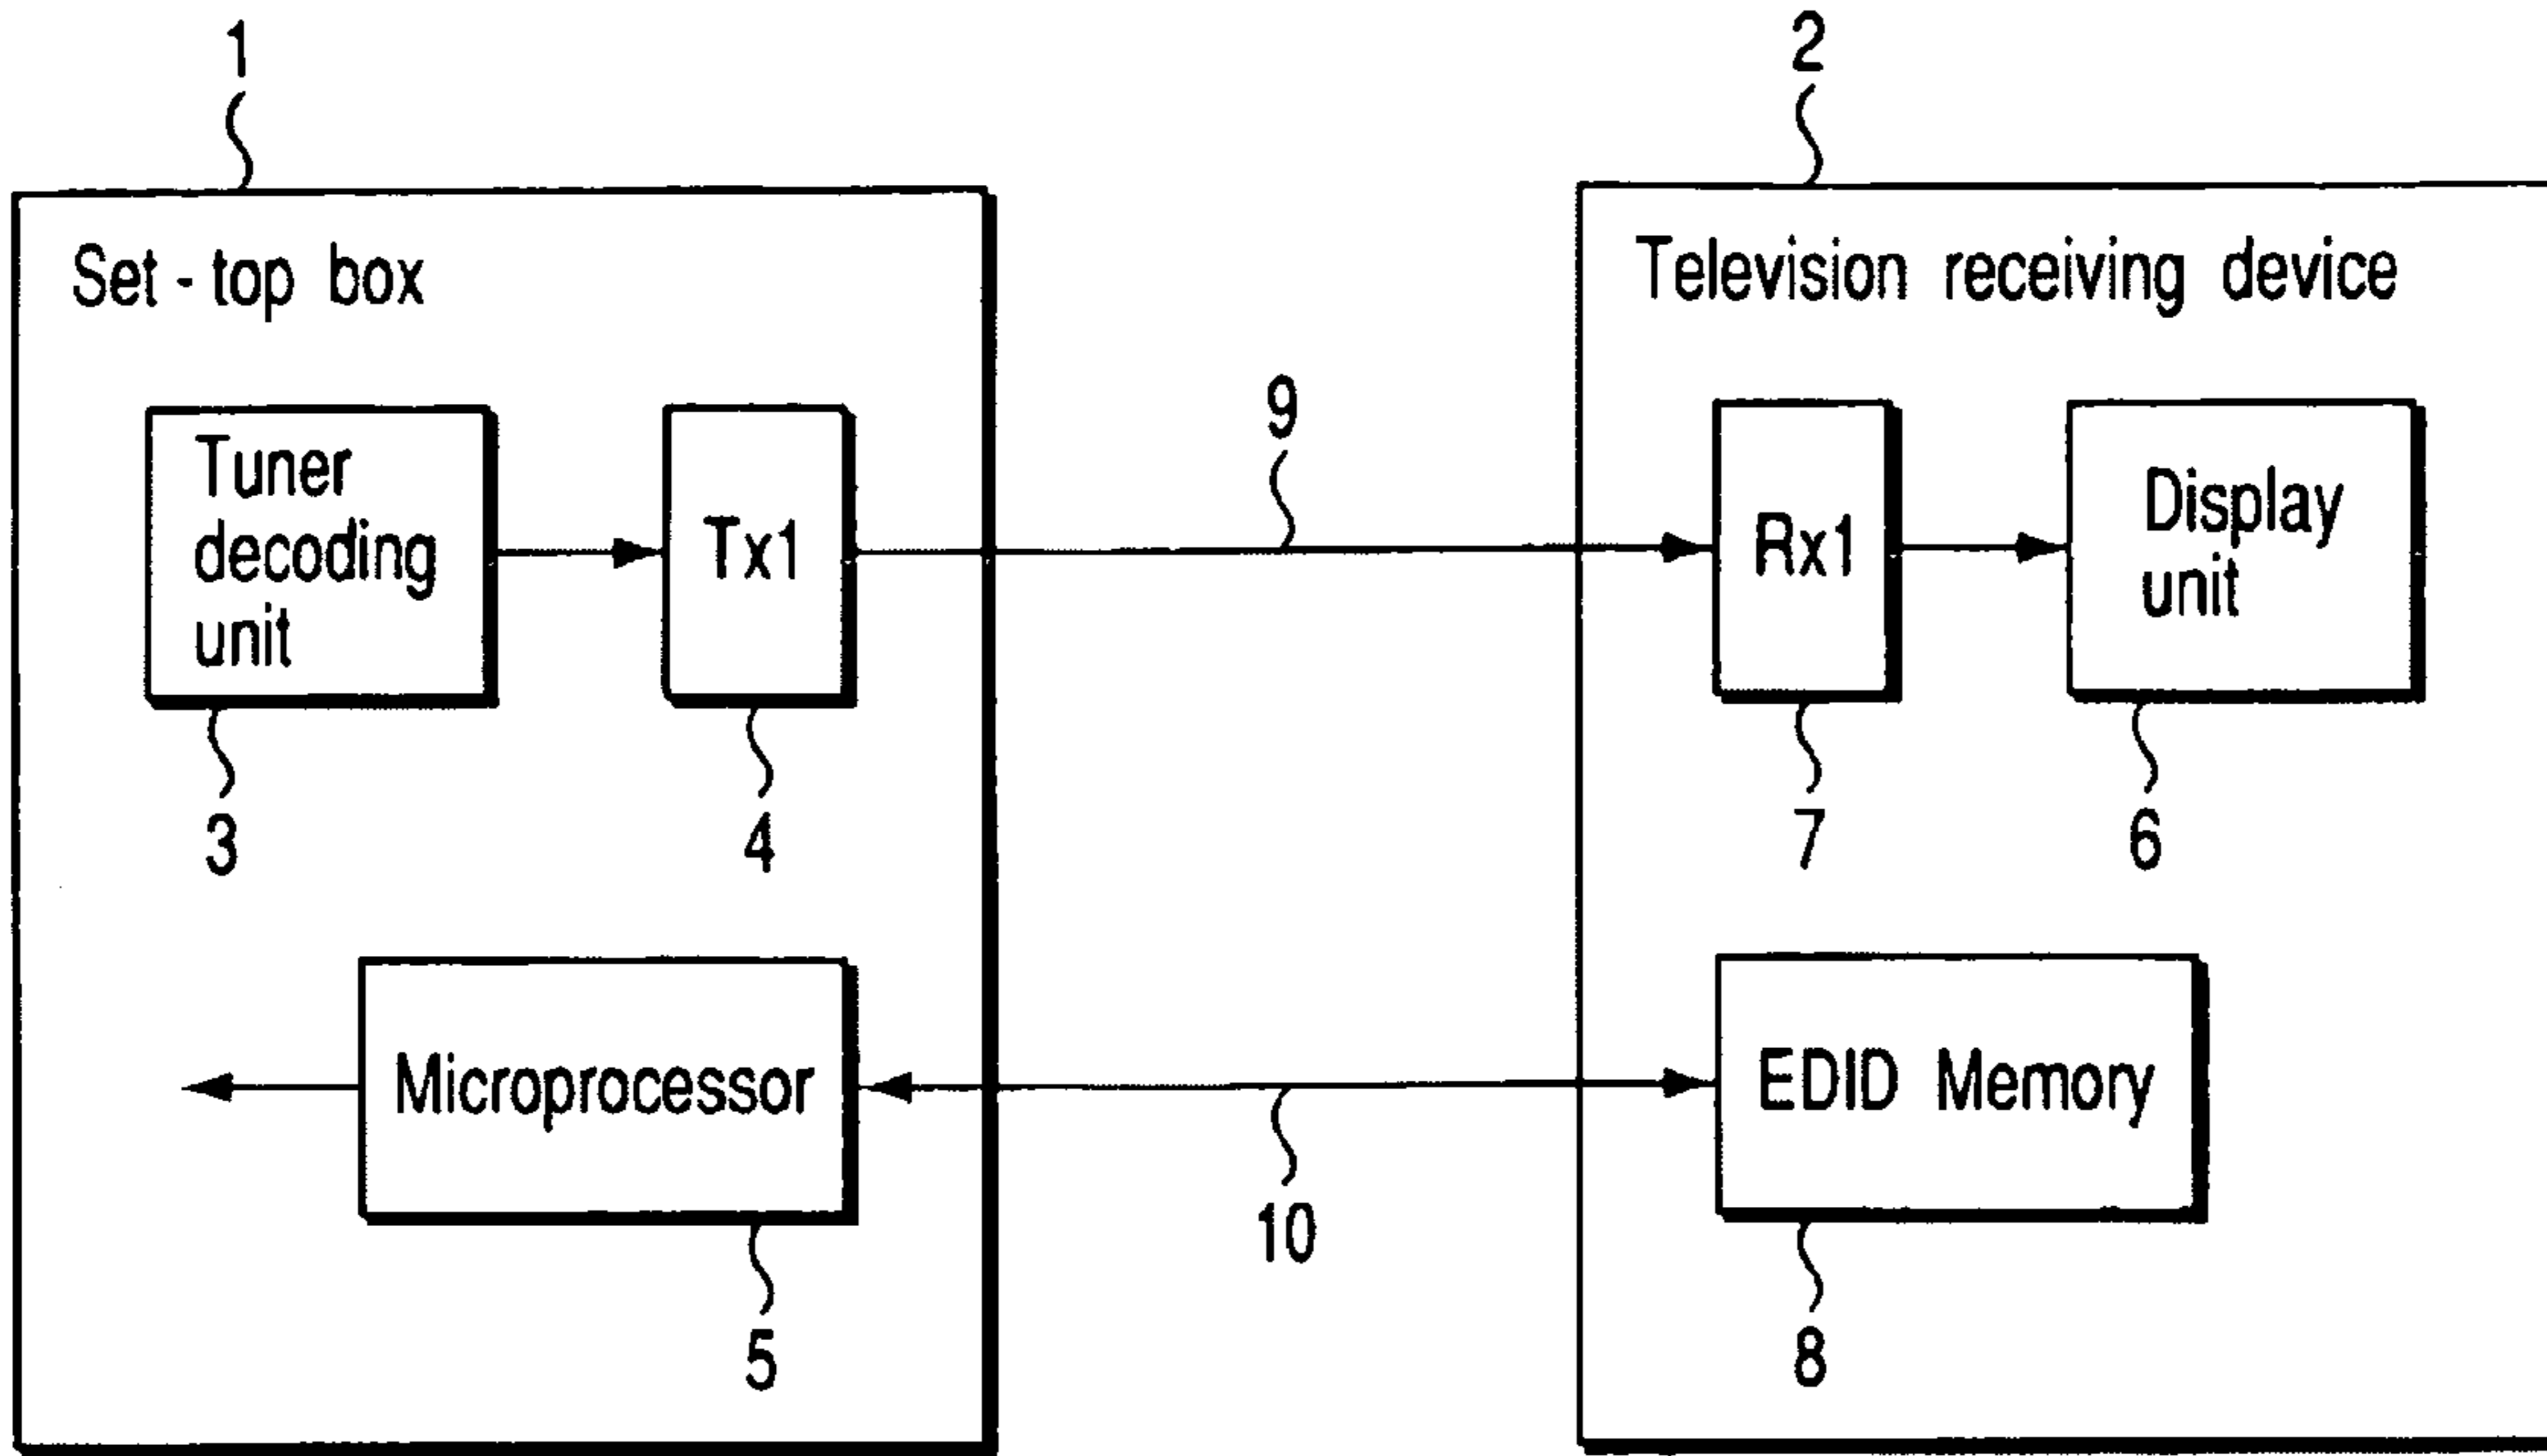 1
2
Set - top box
Television receiving device
Tuner
decoding
unit
Tx1
9
Rx1
Display
unit
3
4
7
6
Microprocessor
EDID Memory
10
5
8